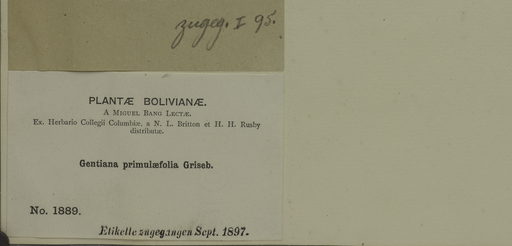 zugeg. I 95.
PLANTÆ BOLIVIANÆ.
A Miguel Bang Lectæ.
Ex. Herbario Collegii Columbiæ, a N. L. Britton et H. H. Rusby
distributæ.
Gentiana primulæfolia Griseb.
No. 1889.
Etikette zugegangen Sept. 1897.